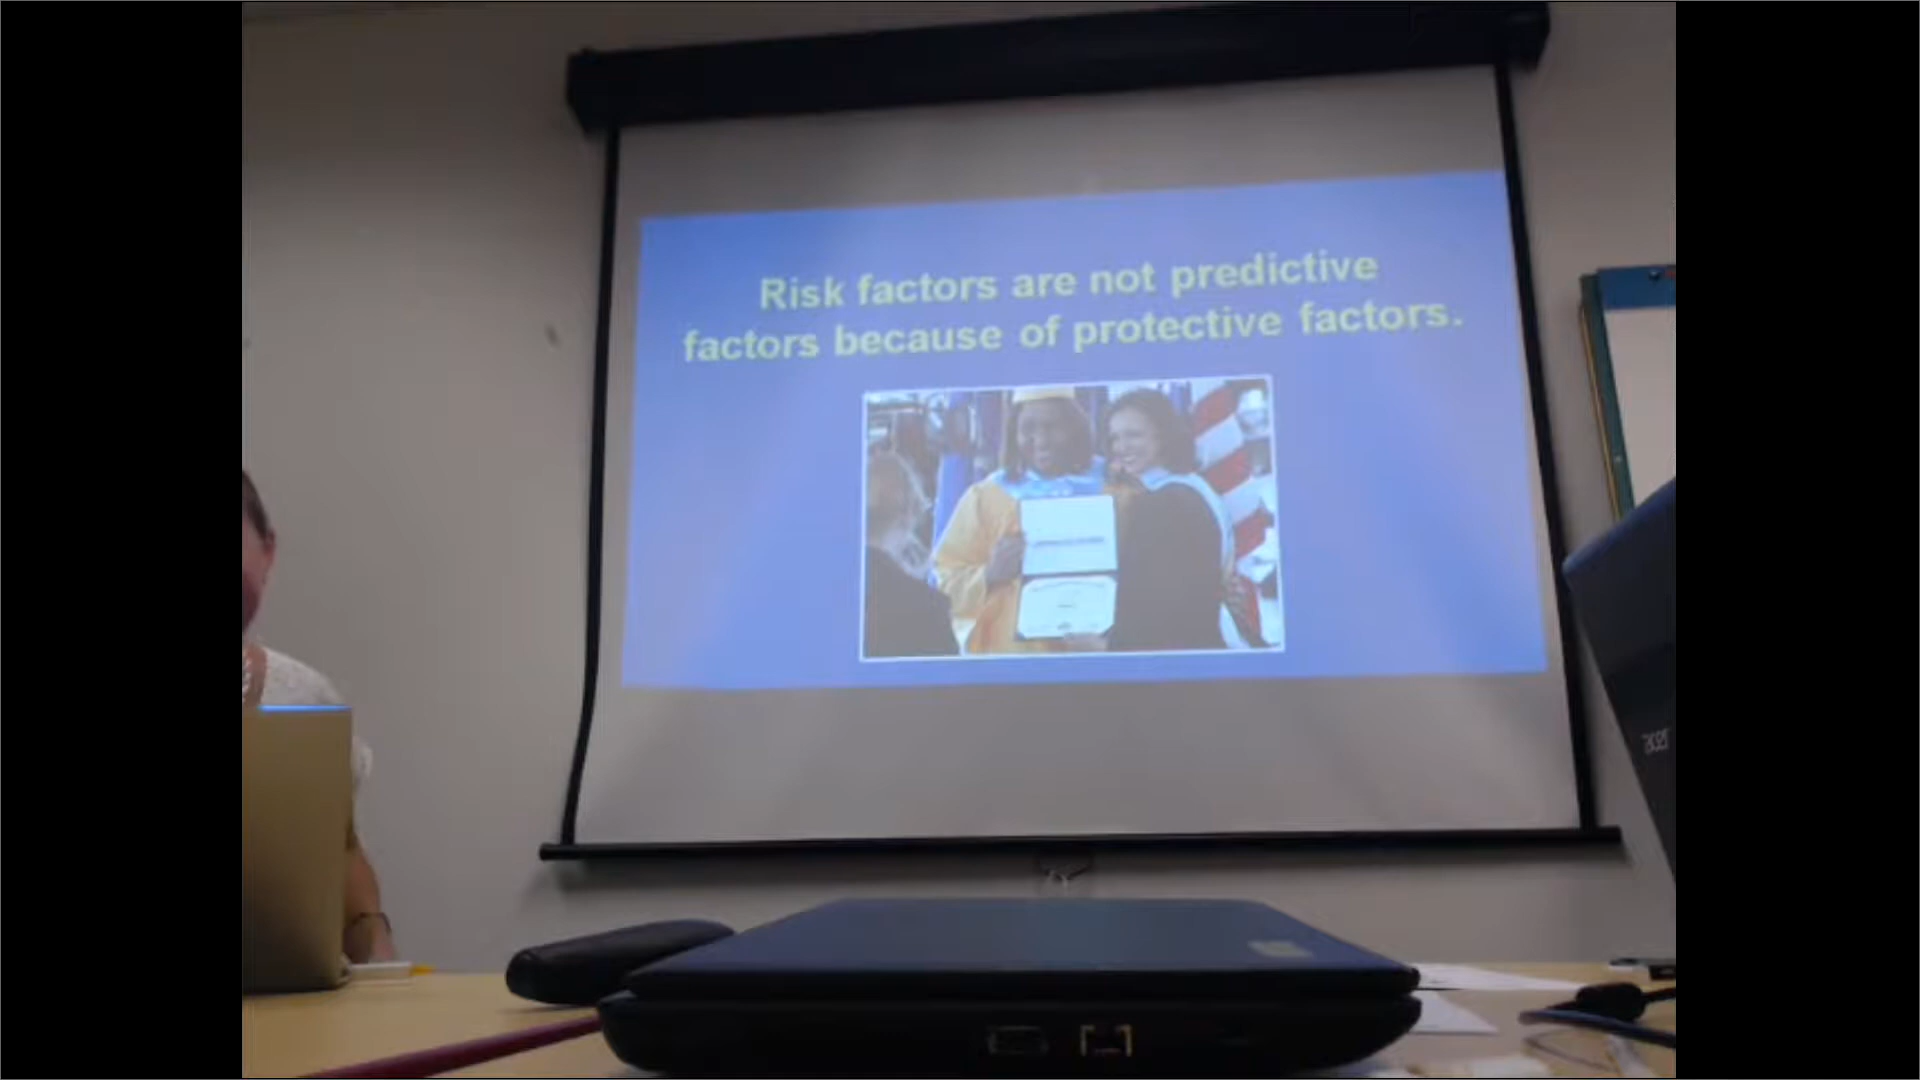 Risk factors are not predictive
factors because of protective factors.
acer